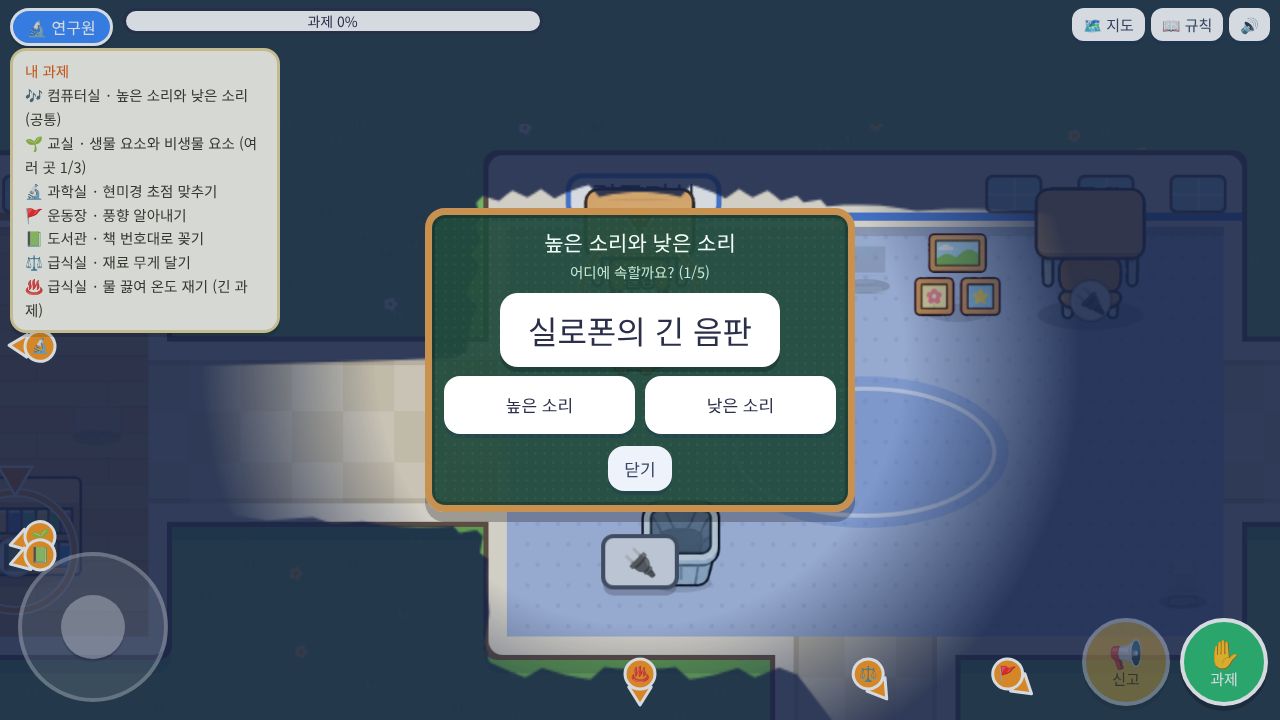 연구원
과제 0%
지도
규칙
내 과제
컴퓨터실 · 높은 소리와 낮은 소리
(공통)
교실 · 생물 요소와 비생물 요소 (여
러 곳 1/3)
과학실 · 현미경 초점 맞추기
운동장 · 풍향 알아내기
도서관 · 책 번호대로 꽂기
급식실 · 재료 무게 달기
급식실 · 물 끓여 온도 재기 (긴 과
제)
높은 소리와 낮은 소리
어디에 속할까요? (1/5)
실로폰의 긴 음판
높은 소리
낮은 소리
닫기
신고
과제